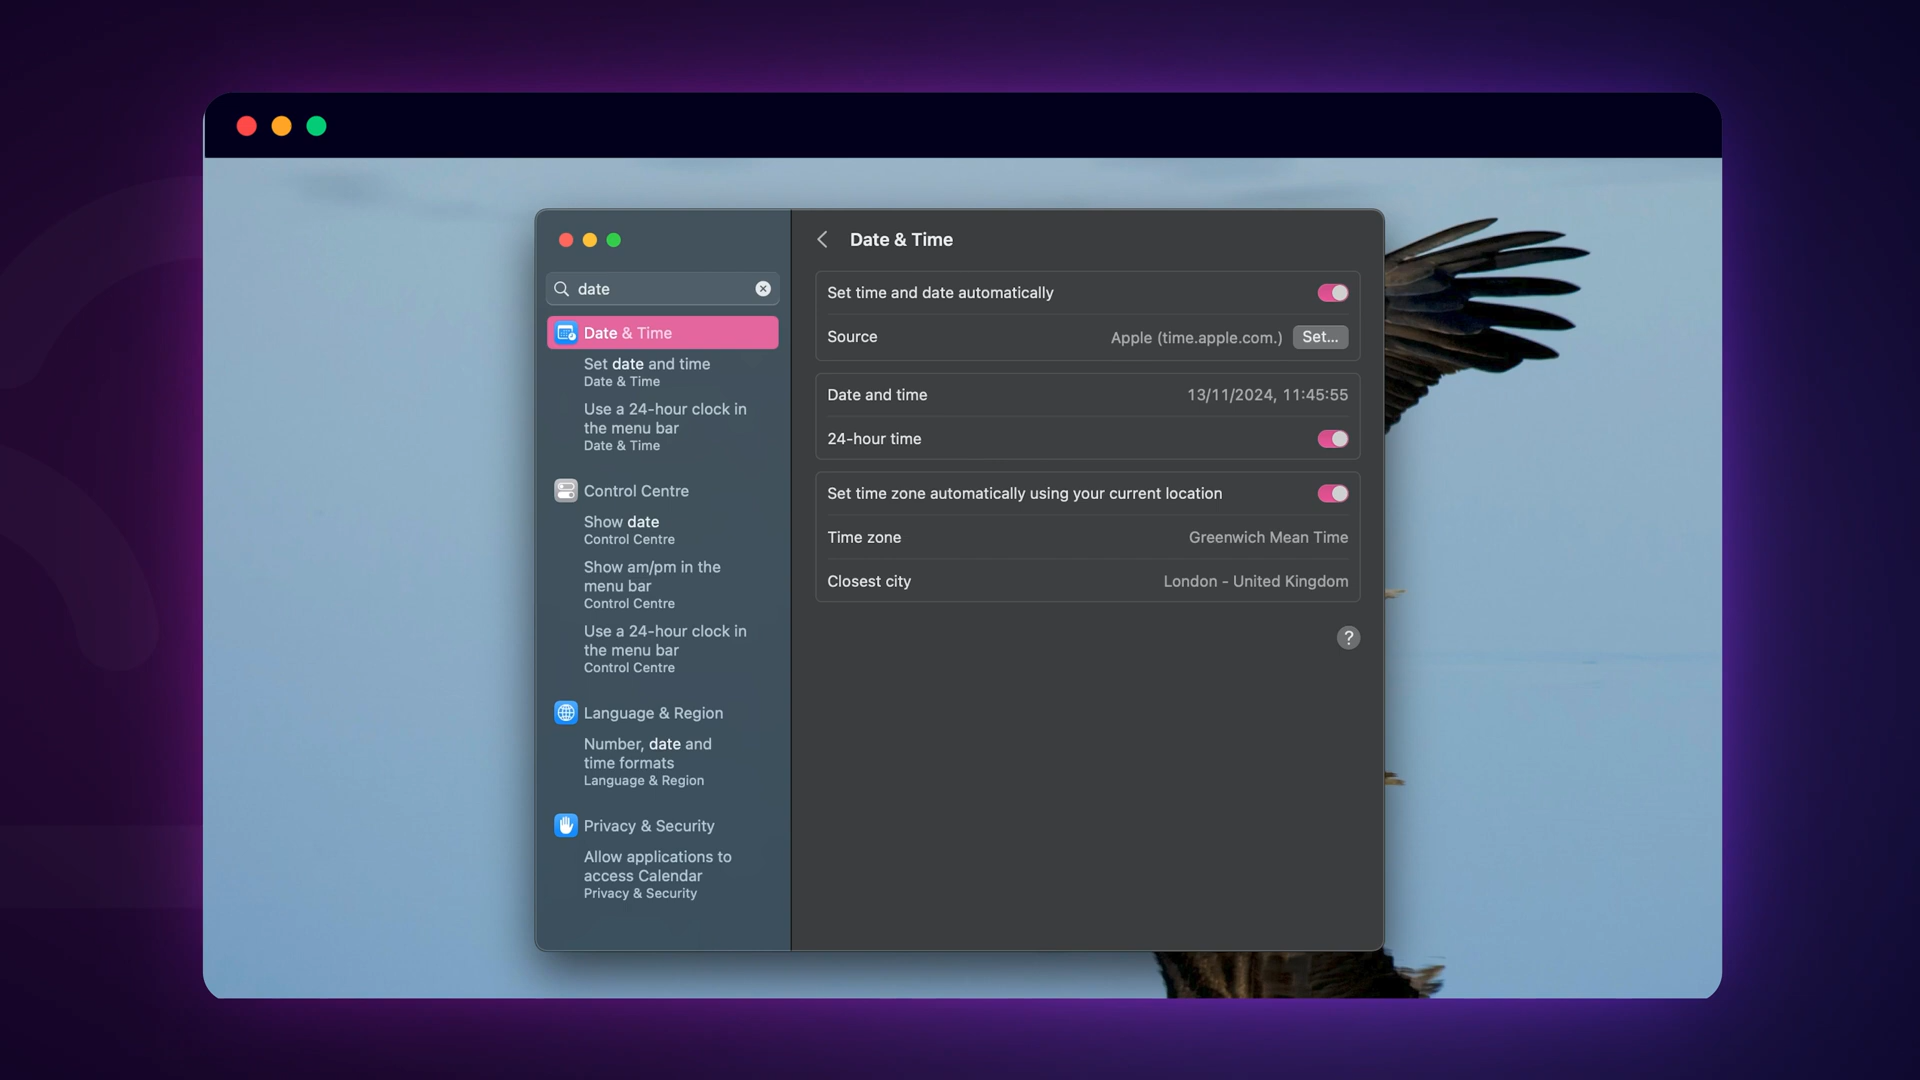 date
Date & Time
Set date and time
Date & Time
Use a 24-hour clock in
the menu bar
Date & Time
Control Centre
Show date
Control Centre
Show am/pm in the
menu bar
Control Centre
Use a 24-hour clock in
the menu bar
Control Centre
Language & Region
Number, date and
time formats
Language & Region
Privacy & Security
Allow applications to
access Calendar
Privacy & Security
Date & Time
Set time and date automatically
Source Apple (time.apple.com.) Set...
Date and time 13/11/2024, 11:45:55
24-hour time
Set time zone automatically using your current location
Time zone Greenwich Mean Time
Closest city London - United Kingdom
?